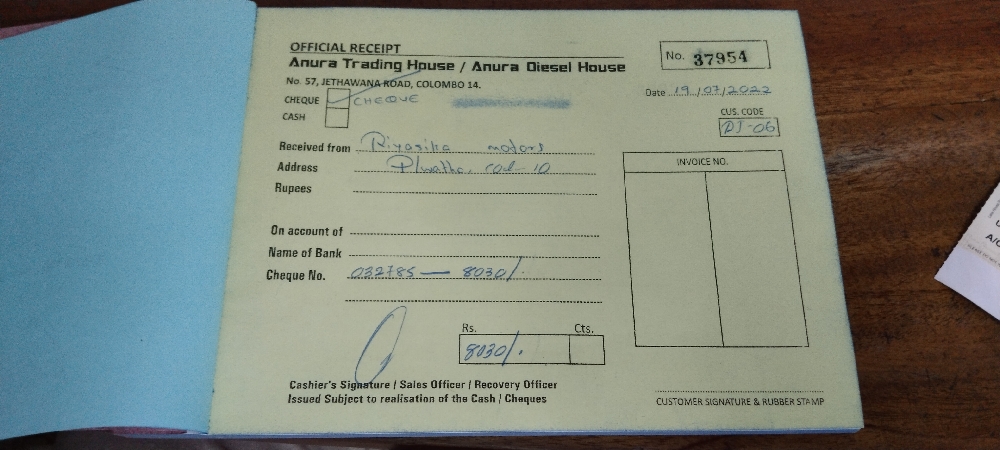 OFFICIAL RECEIPT
Anura Trading House / Anura Diesel House
No. 57, JETHAWANA ROAD, COLOMBO 14.
No. 37954
Date 19/07/2022
CHEQUE CHEQUE
CASH
CUS. CODE
Received from motors
Address
Rupees
INVOICE NO.
On account of
Name of Bank
Cheque No. 032785 — 8030/.
Rs. Cts.
8030/.
Cashier's Signature / Sales Officer / Recovery Officer
Issued Subject to realisation of the Cash / Cheques
CUSTOMER SIGNATURE & RUBBER STAMP